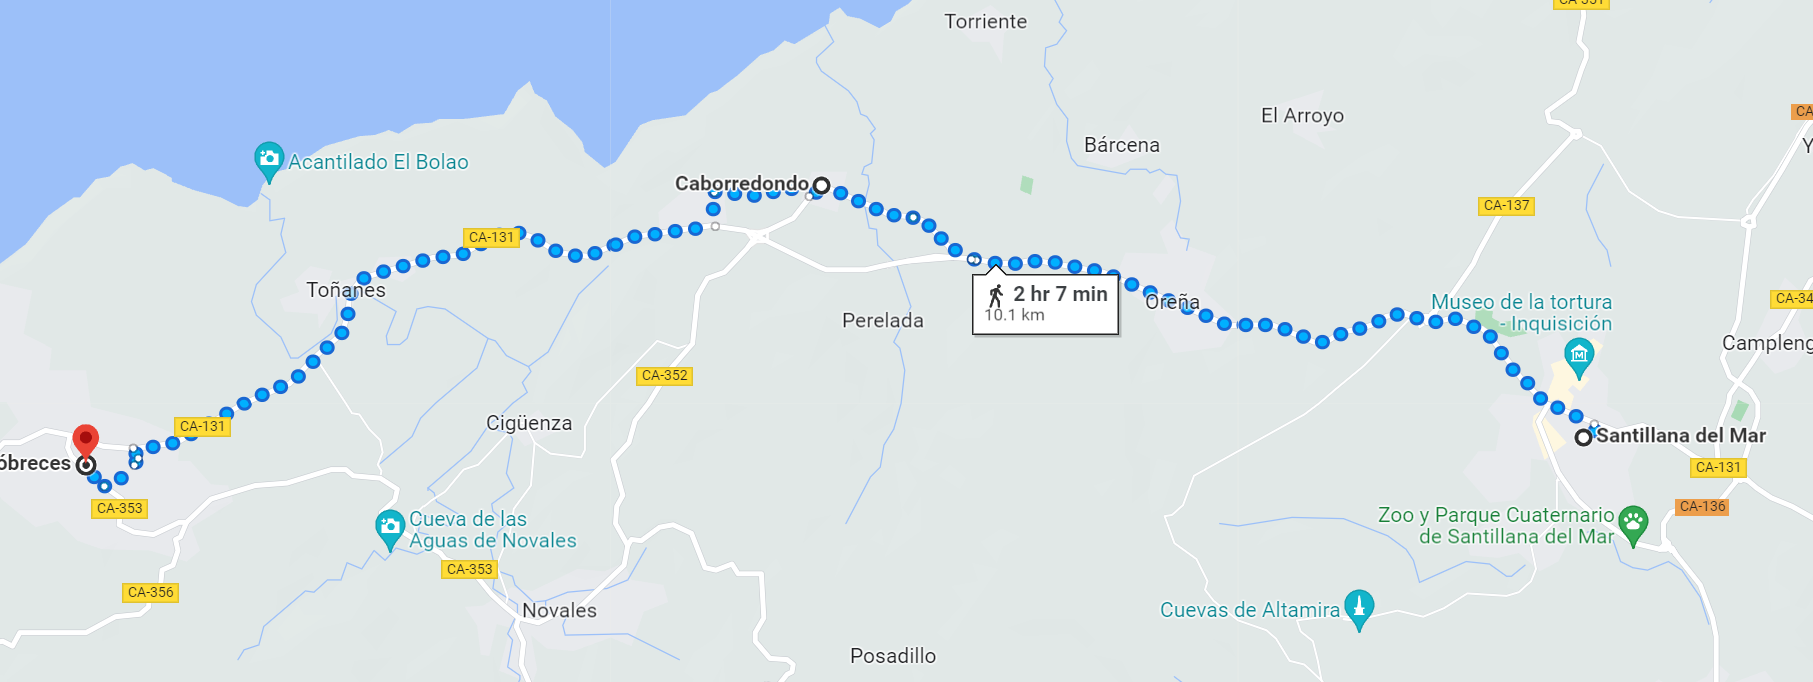 CA-351
Torriente
CA
El Arroyo
Y
Bárcena
Acantilado El Bolao
Caborredondo
CA-137
CA-131
Toñanes
2 hr 7 min
10.1 km
Oreña
CA-34
Museo de la tortura
- Inquisición
Perelada
Campleng
CA-352
CA-131
Cigüenza
óbreces
Santillana del Mar
CA-131
CA-353
CA-136
Cueva de las
Aguas de Novales
Zoo y Parque Cuaternario
de Santillana del Mar
CA-353
CA-356
Novales
Cuevas de Altamira
Posadillo